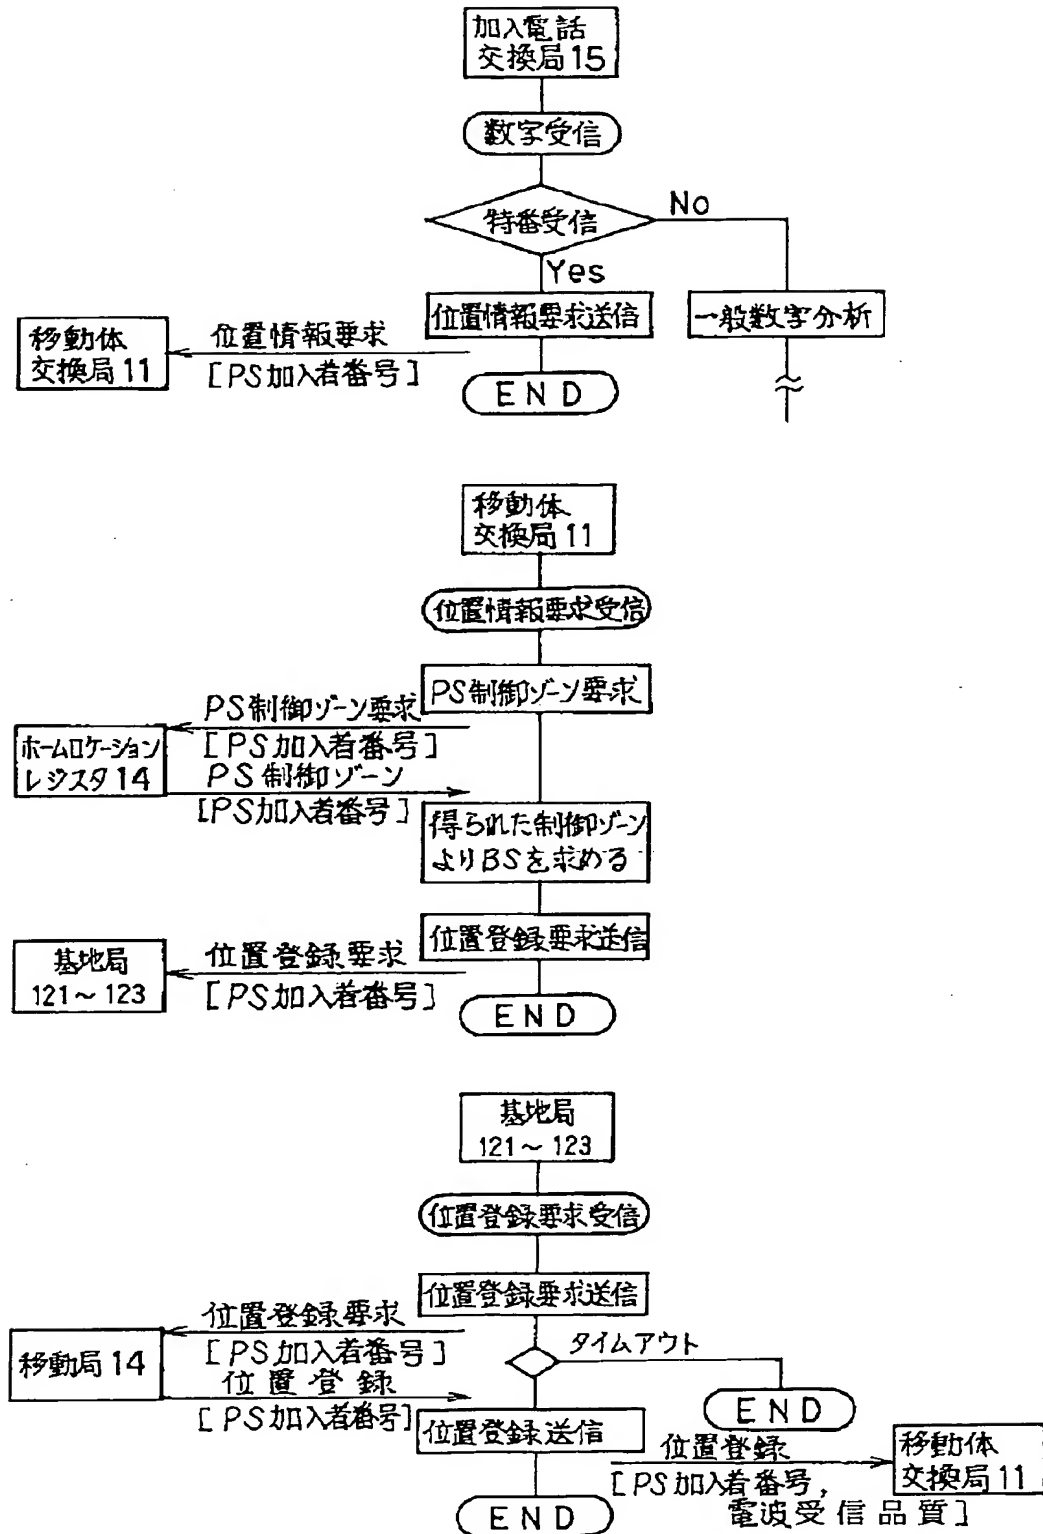 加入電話
交換局15
数字受信
特番受信
No
Yes
位置情報要求送信
一般数字分析
移動体
交換局11
位置情報要求
[PS加入者番号]
END
移動体
交換局11
位置情報要求受信
PS制御ゾーン要求
PS制御ゾーン要求
[PS加入者番号]
ホームロケーション
レジスタ14
PS制御ゾーン
[PS加入者番号]
得られた制御ゾーン
よりBSを求める
位置登録要求送信
基地局
121~123
位置登録要求
[PS加入者番号]
END
基地局
121~123
位置登録要求受信
位置登録要求送信
位置登録要求
[PS加入者番号]
移動局14
位置登録
[PS加入者番号]
タイムアウト
END
位置登録送信
位置登録
[PS加入者番号,
電波受信品質]
移動体
交換局11
END